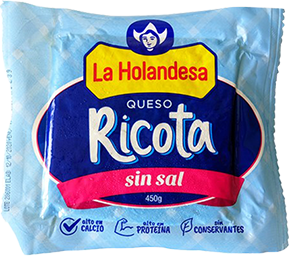 La Holandesa
QUESO
Ricota
sin sal
450g
alto en
CALCIO
alto en
PROTEÍNA
sin
CONSERVANTES